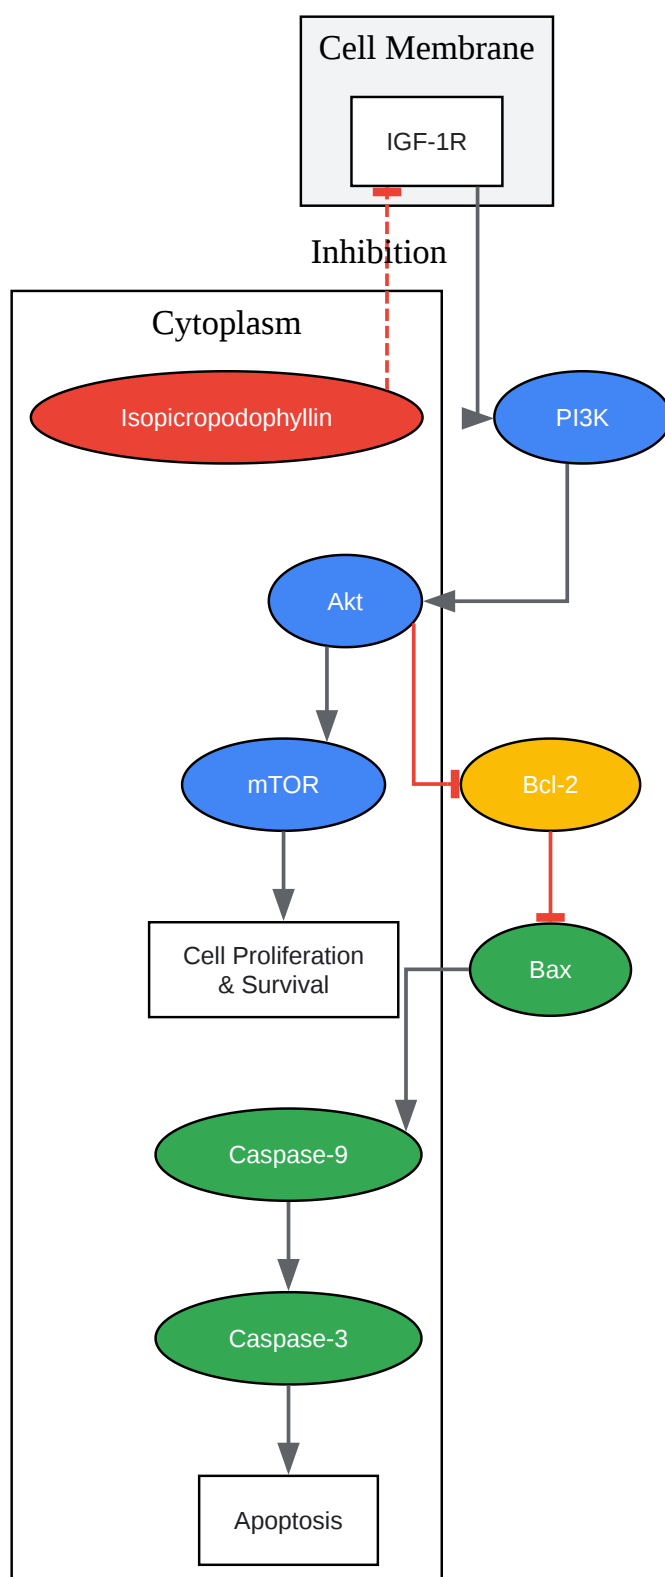 Cell Membrane
IGF-1R
Inhibition
Cytoplasm
Isopicropodophyllin
PI3K
Akt
mTOR
Bcl-2
Cell Proliferation
& Survival
Bax
Caspase-9
Caspase-3
Apoptosis